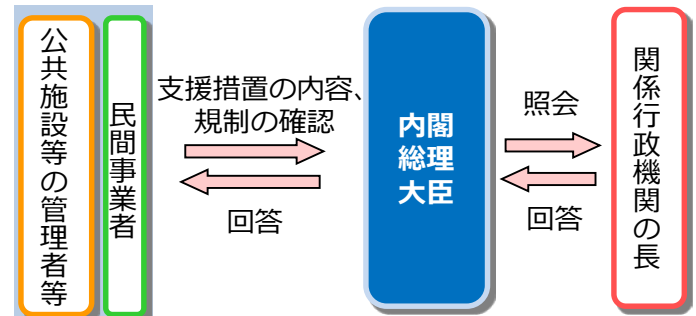 公共施設等の管理者等
民間事業者
支援措置の内容、
規制の確認
回答
内閣
総理
大臣
照会
回答
関係行政機関の長